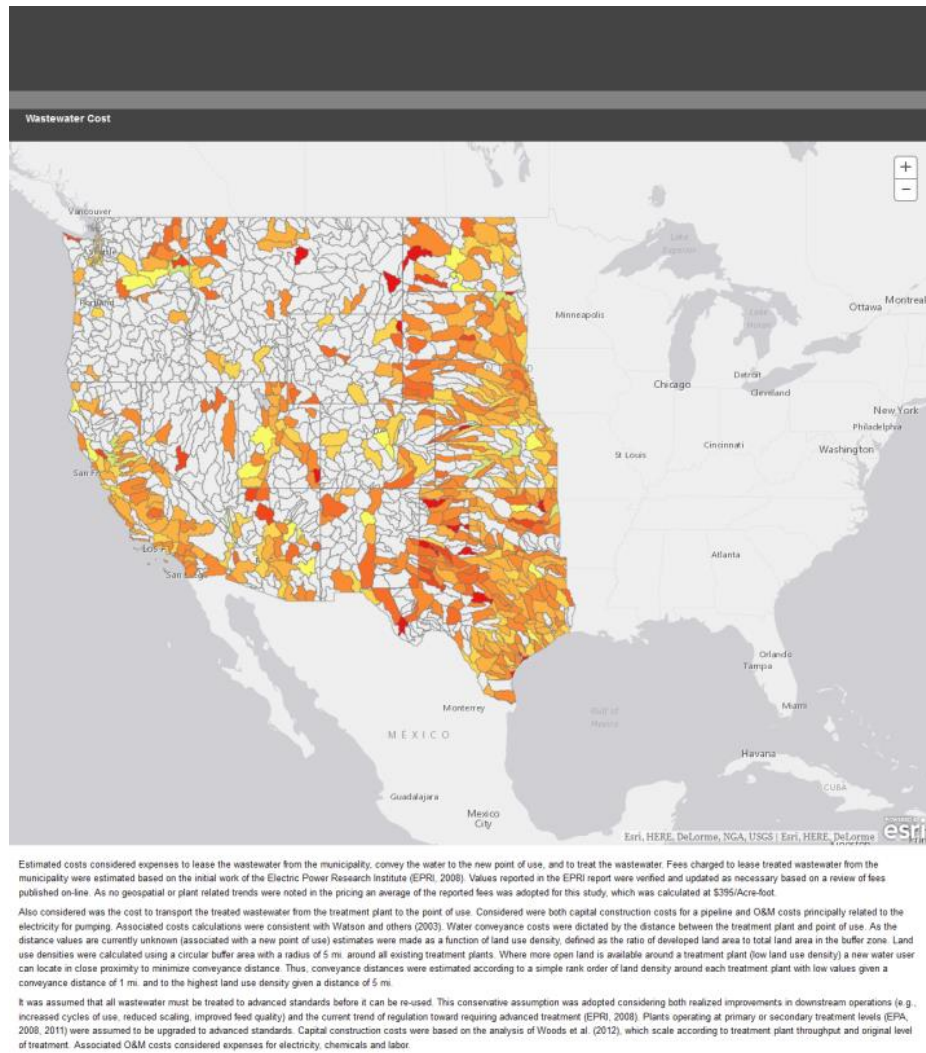 Wastewater Cost
+
−
Vancouver
Seattle
Portland
Minneapolis
Lake
Superior
Lake
Huron
Ottawa
Montreal
Detroit
Chicago
Cleveland
New York
Philadelphia
St Louis
Cincinnati
Washington
San Fr
Los A
San
Atlanta
Orlando
Tampa
Monterrey
Gulf of
Mexico
Miami
MÉXICO
Havana
CUBA
Guadalajara
Mexico
City
Esri, HERE, DeLorme, NGA, USGS | Esri, HERE, DeLorme
POWERED BY
esri
Estimated costs considered expenses to lease the wastewater from the municipality, convey the water to the new point of use, and to treat the wastewater. Fees charged to lease treated wastewater from the
municipality were estimated based on the initial work of the Electric Power Research Institute (EPRI, 2008). Values reported in the EPRI report were verified and updated as necessary based on a review of fees
published on-line. As no geospatial or plant related trends were noted in the pricing an average of the reported fees was adopted for this study, which was calculated at $395/Acre-foot.
Also considered was the cost to transport the treated wastewater from the treatment plant to the point of use. Considered were both capital construction costs for a pipeline and O&M costs principally related to the
electricity for pumping. Associated costs calculations were consistent with Watson and others (2003). Water conveyance costs were dictated by the distance between the treatment plant and point of use. As the
distance values are currently unknown (associated with a new point of use) estimates were made as a function of land use density, defined as the ratio of developed land area to total land area in the buffer zone. Land
use densities were calculated using a circular buffer area with a radius of 5 mi. around all existing treatment plants. Where more open land is available around a treatment plant (low land use density) a new water user
can locate in close proximity to minimize conveyance distance. Thus, conveyance distances were estimated according to a simple rank order of land density around each treatment plant with low values given a
conveyance distance of 1 mi. and to the highest land use density given a distance of 5 mi.
It was assumed that all wastewater must be treated to advanced standards before it can be re-used. This conservative assumption was adopted considering both realized improvements in downstream operations (e.g.,
increased cycles of use, reduced scaling, improved feed quality) and the current trend of regulation toward requiring advanced treatment (EPRI, 2008). Plants operating at primary or secondary treatment levels (EPA,
2008, 2011) were assumed to be upgraded to advanced standards. Capital construction costs were based on the analysis of Woods et al. (2012), which scale according to treatment plant throughput and original level
of treatment. Associated O&M costs considered expenses for electricity, chemicals and labor.